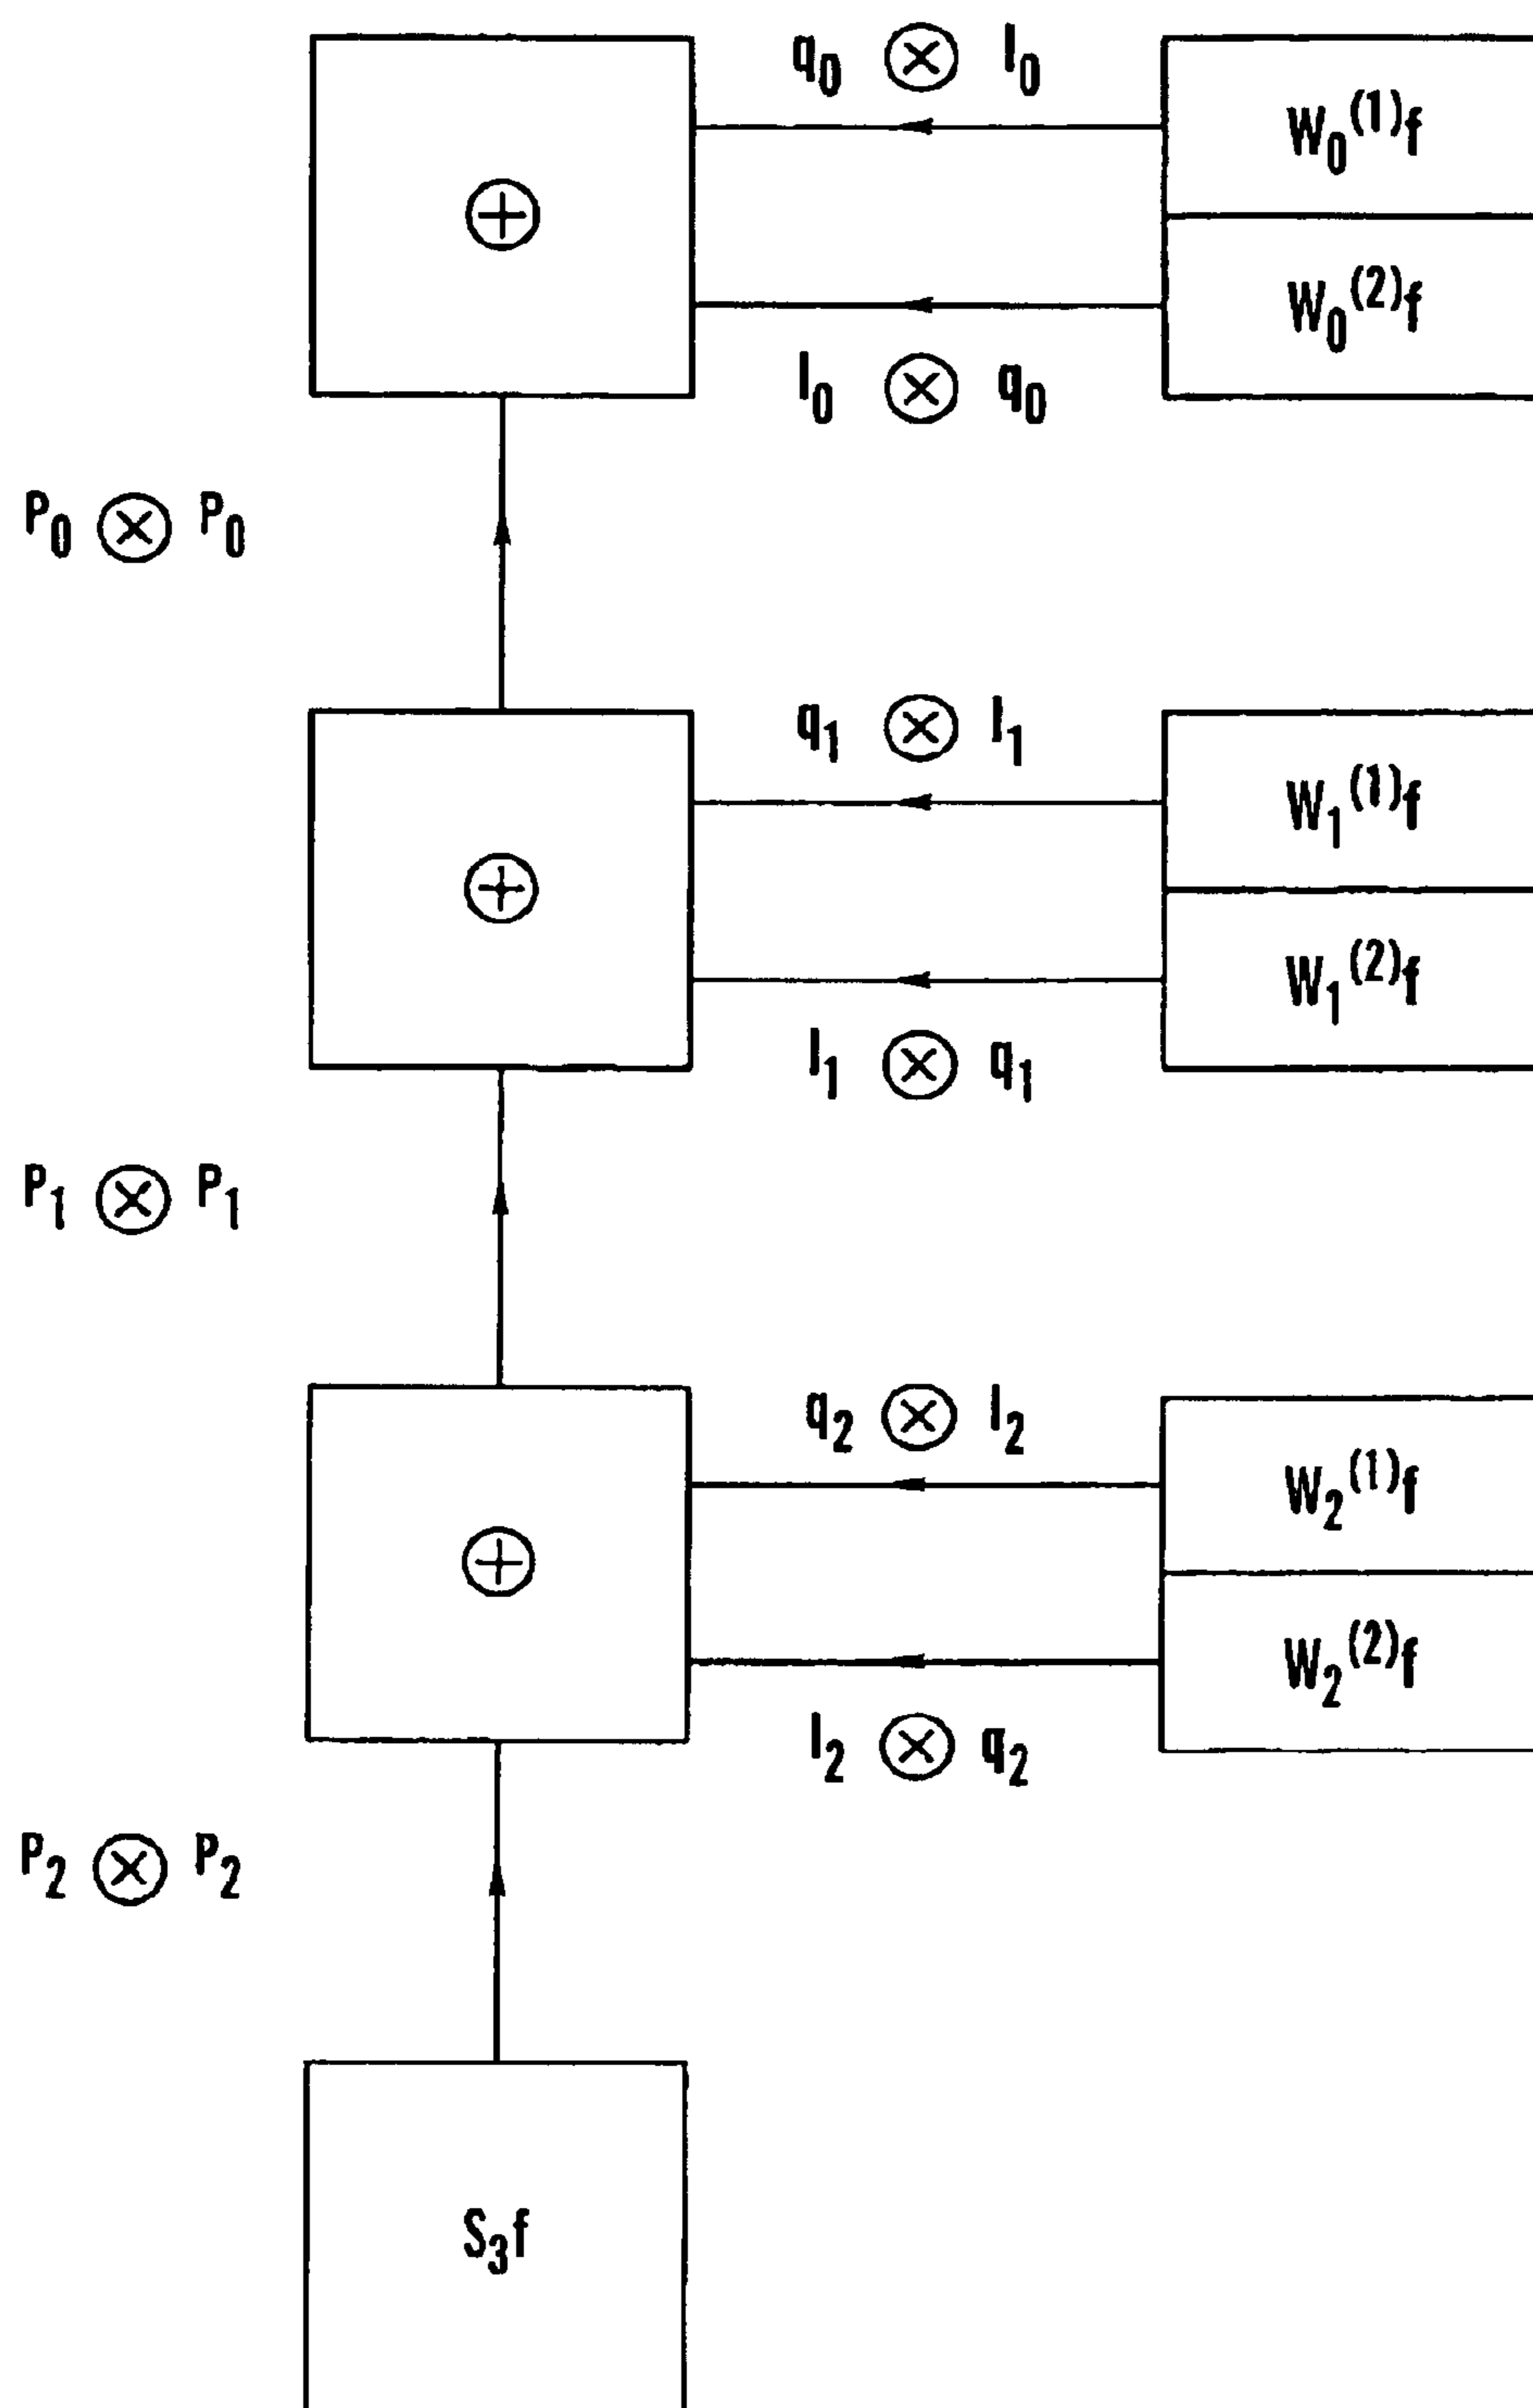 q₀ ⊗ l₀
W₀⁽¹⁾f
⊕
W₀⁽²⁾f
l₀ ⊗ q₀
P₀ ⊗ P₀
q₁ ⊗ l₁
W₁⁽¹⁾f
⊕
W₁⁽²⁾f
l₁ ⊗ q₁
P₁ ⊗ P₁
q₂ ⊗ l₂
W₂⁽¹⁾f
⊕
W₂⁽²⁾f
l₂ ⊗ q₂
P₂ ⊗ P₂
S₃f